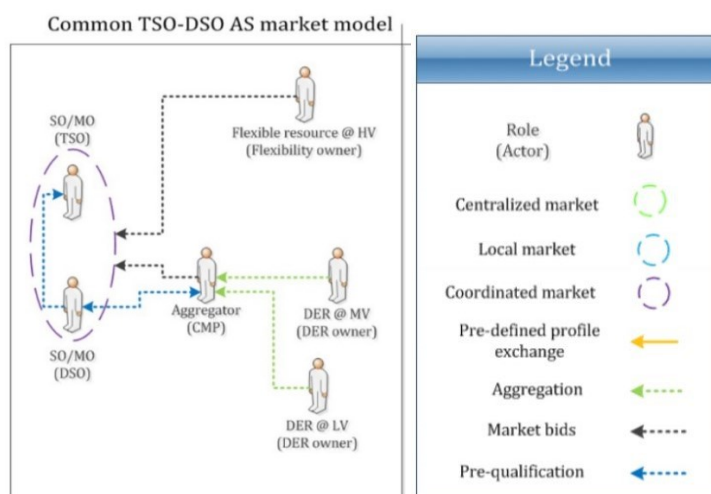 Common TSO-DSO AS market model
SO/MO
(TSO)
Flexible resource @ HV
(Flexibility owner)
Aggregator
(CMP)
DER @ MV
(DER owner)
SO/MO
(DSO)
DER @ LV
(DER owner)
Legend
Role
(Actor)
Centralized market
Local market
Coordinated market
Pre-defined profile
exchange
Aggregation
Market bids
Pre-qualification